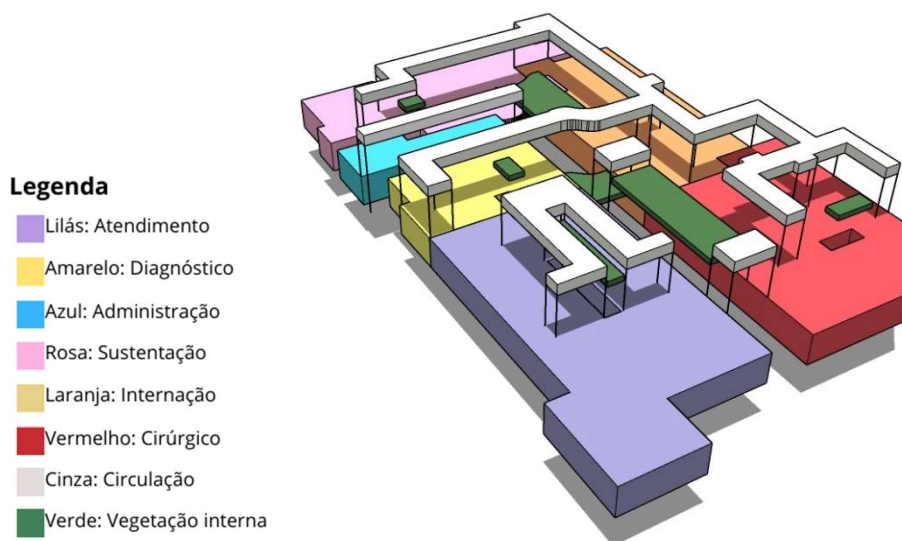 Legenda
Lilás: Atendimento
Amarelo: Diagnóstico
Azul: Administração
Rosa: Sustentação
Laranja: Internação
Vermelho: Cirúrgico
Cinza: Circulação
Verde: Vegetação interna